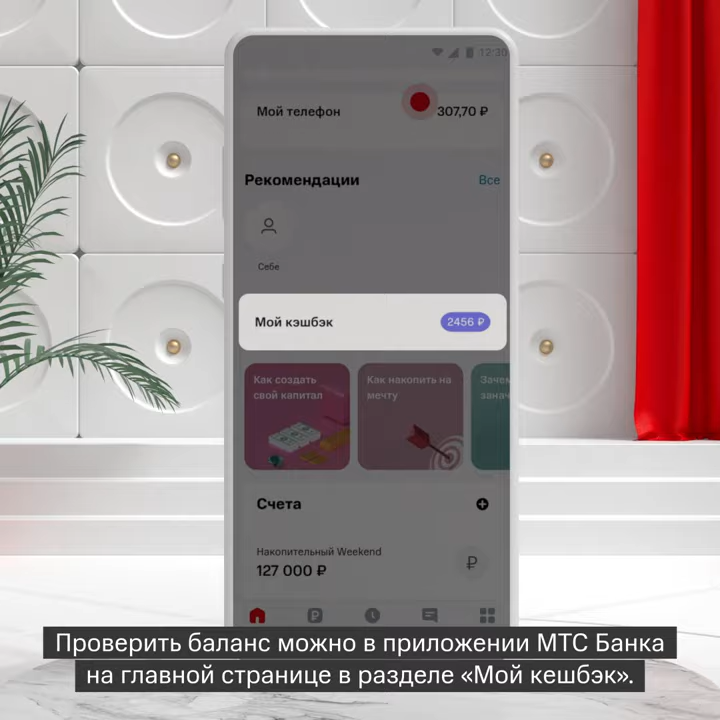 12:30
Мой телефон
307,70 ₽
Рекомендации
Все
Себе
Мой кэшбэк
2456 ₽
Как создать
свой капитал
Как накопить на
мечту
Зачем
занач
Счета
Накопительный Weekend
127 000 ₽
Проверить баланс можно в приложении МТС Банка
на главной странице в разделе «Мой кешбэк».